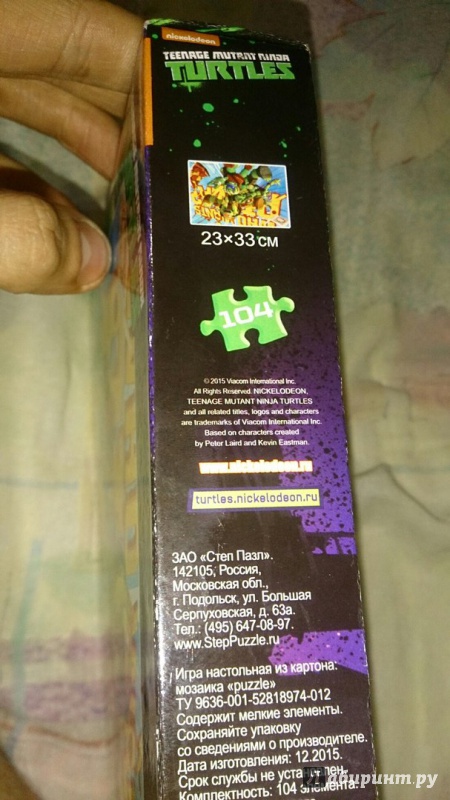 nickelodeon
TEENAGE MUTANT NINJA
TURTLES
23×33 см
104
© 2015 Viacom International Inc.
All Rights Reserved. NICKELODEON,
TEENAGE MUTANT NINJA TURTLES
and all related titles, logos and characters
are trademarks of Viacom International Inc.
Based on characters created
by Peter Laird and Kevin Eastman.
www.nickelodeon.ru
turtles.nickelodeon.ru
ЗАО «Степ Пазл».
142105, Россия,
Московская обл.,
г. Подольск, ул. Большая
Серпуховская, д. 63а.
Тел.: (495) 647-08-97.
www.StepPuzzle.ru
Игра настольная из картона:
мозаика «puzzle»
ТУ 9636-001-52818974-012
Содержит мелкие элементы.
Сохраняйте упаковку
со сведениями о производителе.
Дата изготовления: 12.2015.
Срок службы не
Комплектность: 104 элемента.
Лабиринт.ру